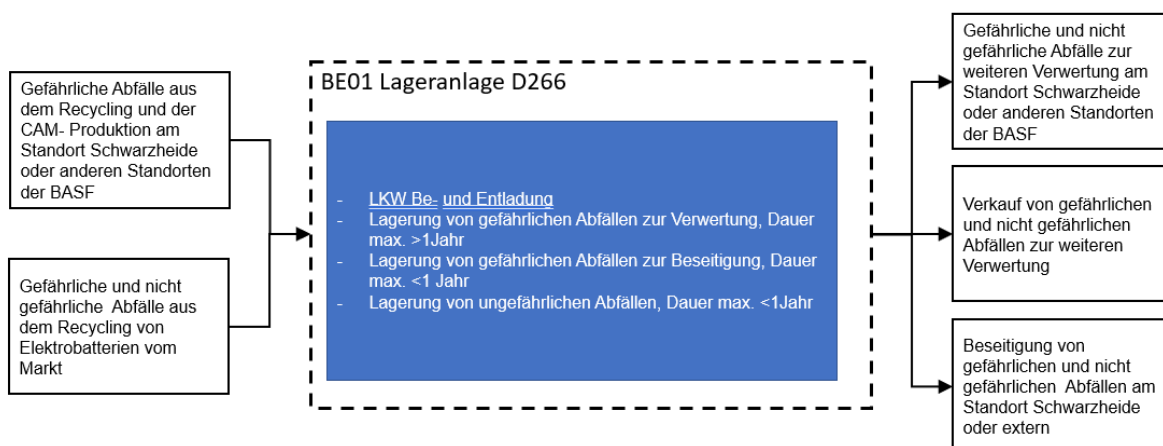 Gefährliche Abfälle aus
dem Recycling und der
CAM- Produktion am
Standort Schwarzheide
oder anderen Standorten
der BASF
Gefährliche und nicht
gefährliche Abfälle aus
dem Recycling von
Elektrobatterien vom
Markt
BE01 Lageranlage D266
- LKW Be- und Entladung
- Lagerung von gefährlichen Abfällen zur Verwertung, Dauer
max. >1Jahr
- Lagerung von gefährlichen Abfällen zur Beseitigung, Dauer
max. <1 Jahr
- Lagerung von ungefährlichen Abfällen, Dauer max. <1Jahr
Gefährliche und nicht
gefährliche Abfälle zur
weiteren Verwertung am
Standort Schwarzheide
oder anderen Standorten
der BASF
Verkauf von gefährlichen
und nicht gefährlichen
Abfällen zur weiteren
Verwertung
Beseitigung von
gefährlichen und nicht
gefährlichen Abfällen am
Standort Schwarzheide
oder extern